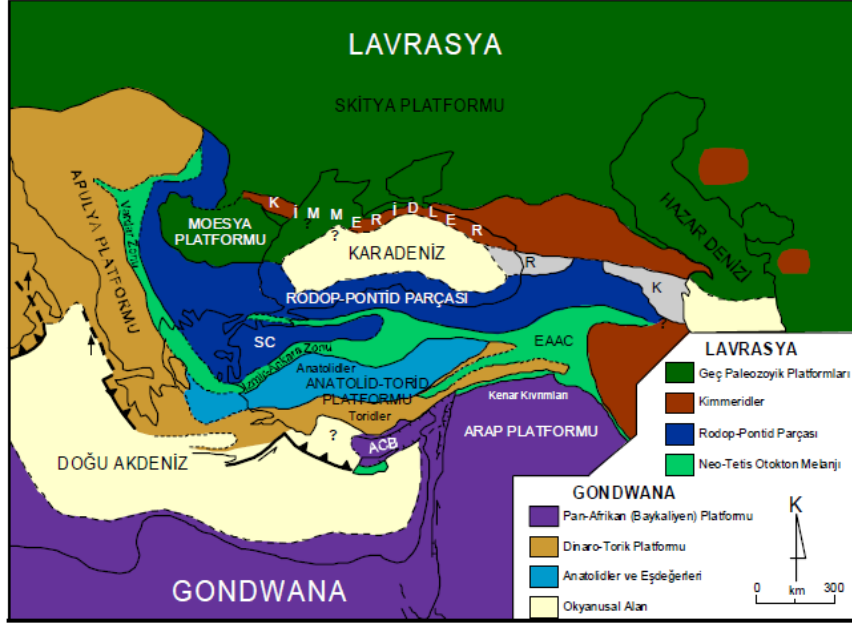 LAVRASYA
SKİTYA PLATFORMU
KİMMERİDLER
HAZAR DENİZİ
APULYA PLATFORMU
Vardar Zonu
MOESYA
PLATFORMU
?
?
KARADENİZ
R
K
?
RODOP-PONTİD PARÇASI
SC
İzmir-Ankara Zonu
EAAC
Anatolidler
ANATOLİD-TORİD
PLATFORMU
Toridler
Kenar Kıvrımları
ARAP PLATFORMU
?
ACB
DOĞU AKDENİZ
GONDWANA
LAVRASYA
Geç Paleozoyik Platformları
Kimmeridler
Rodop-Pontid Parçası
Neo-Tetis Otokton Melanjı
GONDWANA
Pan-Afrikan (Baykaliyen) Platformu
Dinaro-Torik Platformu
Anatolidler ve Eşdeğerleri
Okyanusal Alan
K
0 300
km